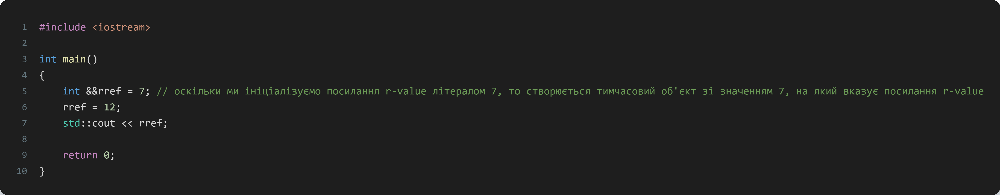 1 #include <iostream>
2
3 int main()
4 {
5     int &&rref = 7; // оскільки ми ініціалізуємо посилання r-value літералом 7, то створюється тимчасовий об'єкт зі значенням 7, на який вказує посилання r-value
6     rref = 12;
7     std::cout << rref;
8
9     return 0;
10 }